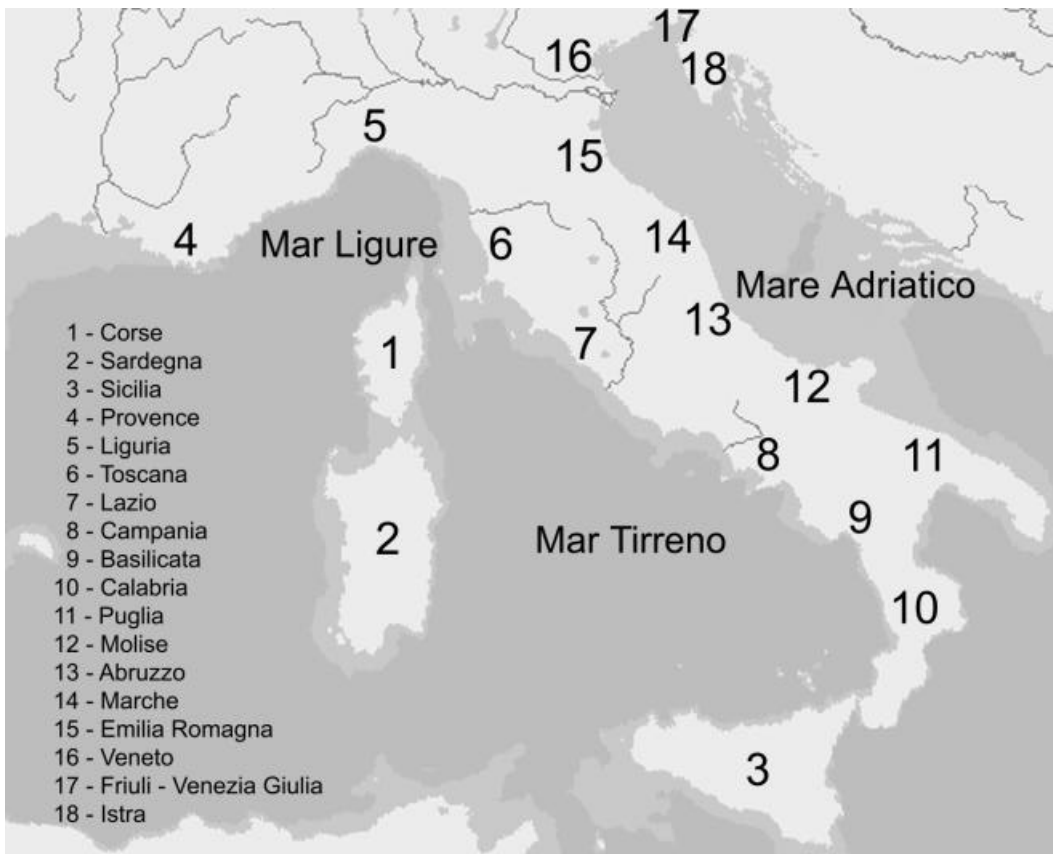 17
16
18
5
15
4
Mar Ligure
6
14
Mare Adriatico
13
7
1
12
8
11
2
Mar Tirreno
9
10
3
1 - Corse
2 - Sardegna
3 - Sicilia
4 - Provence
5 - Liguria
6 - Toscana
7 - Lazio
8 - Campania
9 - Basilicata
10 - Calabria
11 - Puglia
12 - Molise
13 - Abruzzo
14 - Marche
15 - Emilia Romagna
16 - Veneto
17 - Friuli - Venezia Giulia
18 - Istra